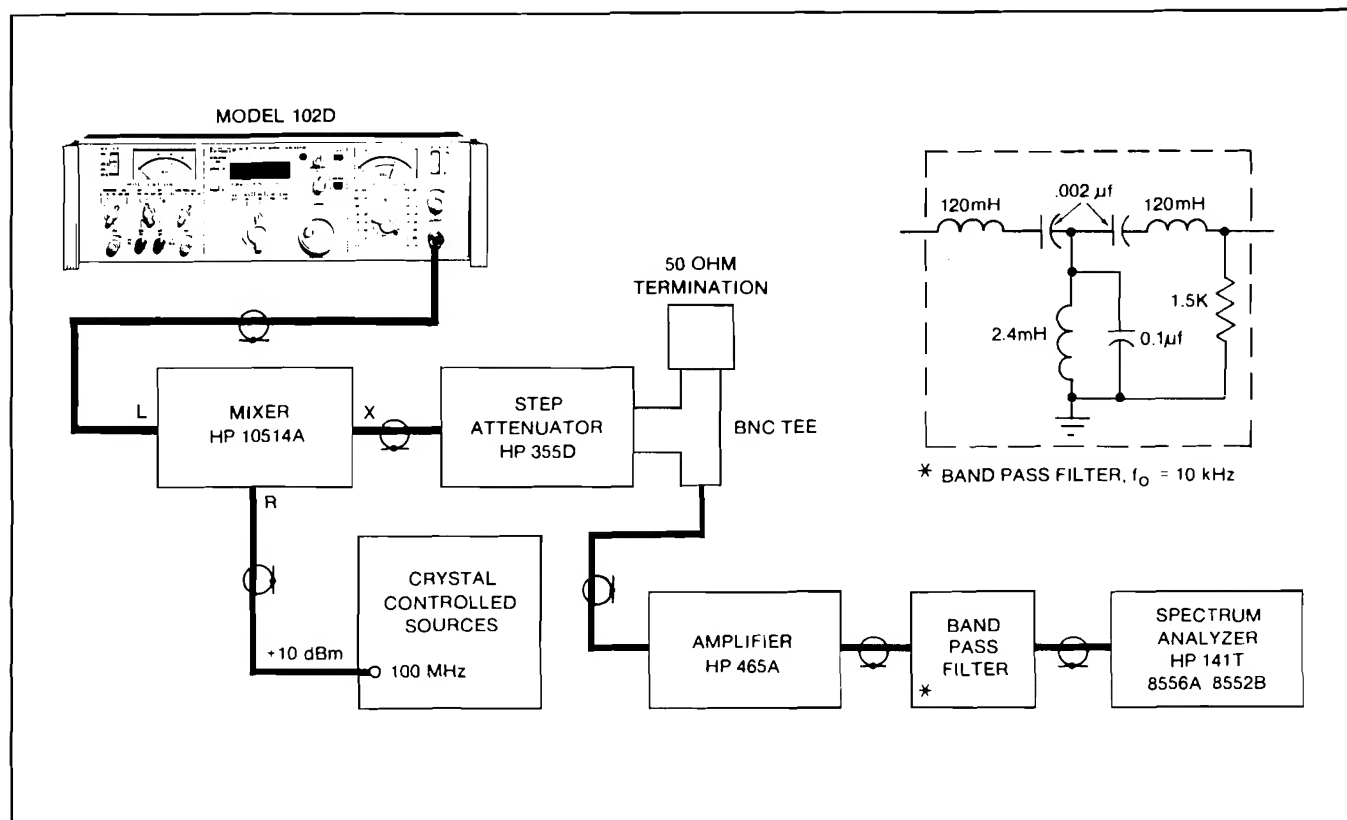 MODEL 102D
50 OHM
TERMINATION
L
MIXER
HP 10514A
X
R
STEP
ATTENUATOR
HP 355D
BNC TEE
CRYSTAL
CONTROLLED
SOURCES
+10 dBm
100 MHz
AMPLIFIER
HP 465A
BAND
PASS
FILTER
*
SPECTRUM
ANALYZER
HP 141T
8556A 8552B
120mH
.002 µf
120mH
2.4mH
0.1µf
1.5K
* BAND PASS FILTER, fo = 10 kHz